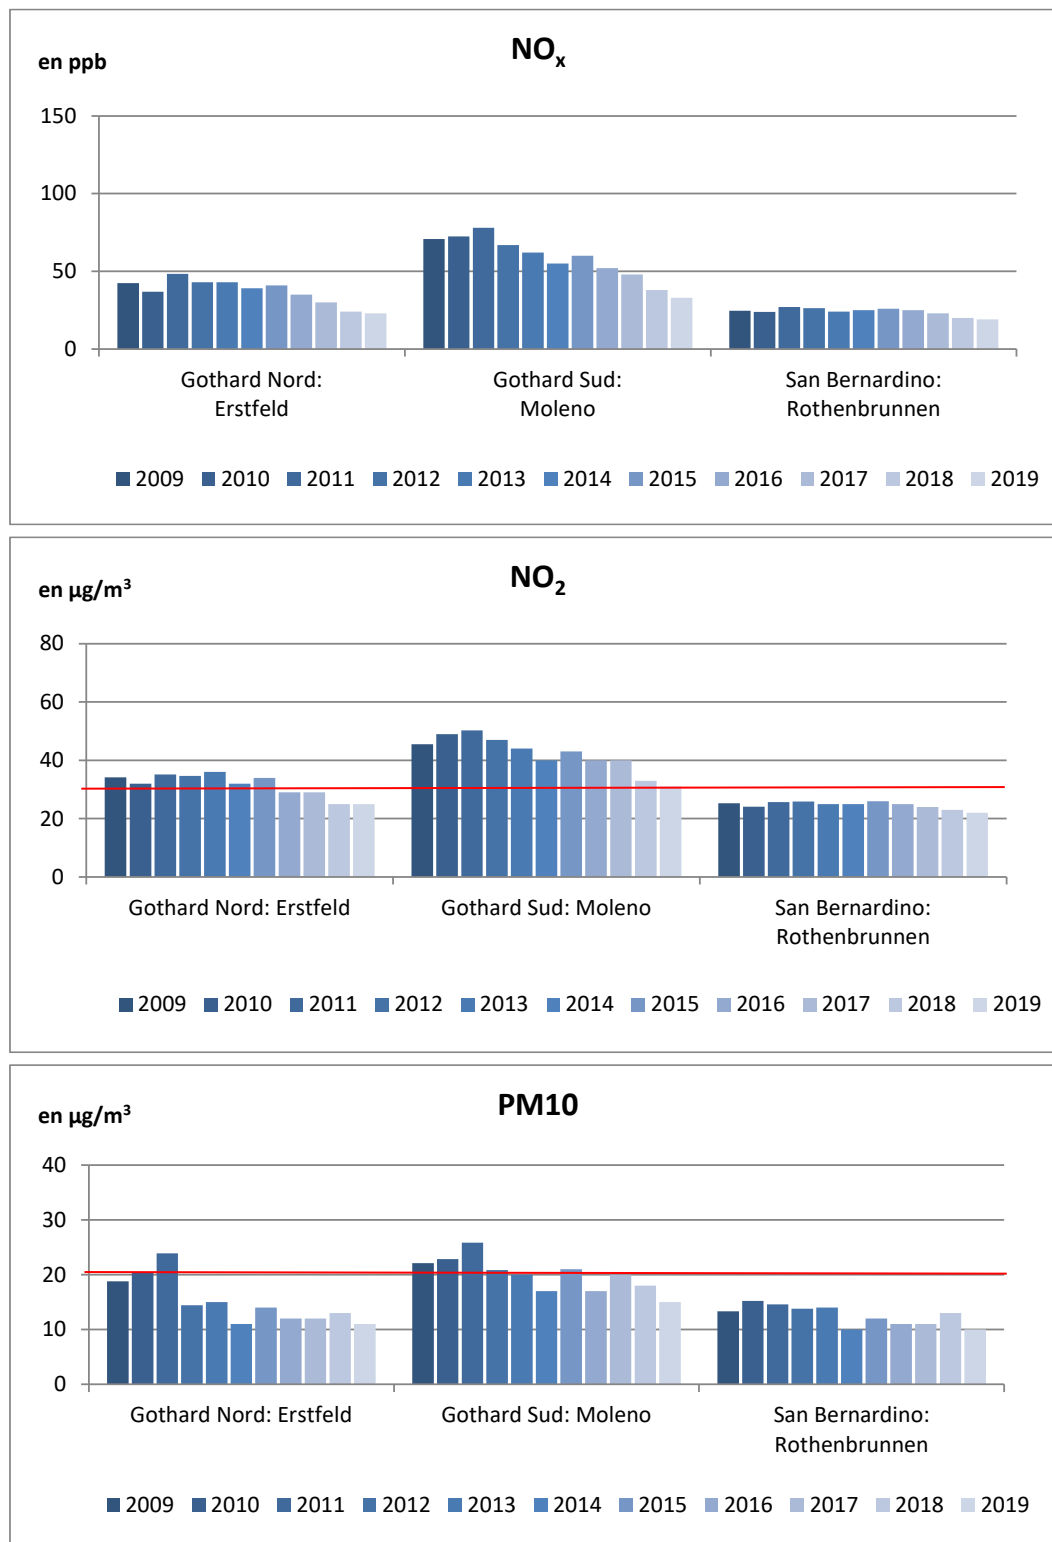 NOx
en ppb
150
100
50
0
Gothard Nord:
Erstfeld
Gothard Sud:
Moleno
San Bernardino:
Rothenbrunnen
2009 2010 2011 2012 2013 2014 2015 2016 2017 2018 2019
NO2
en µg/m³
80
60
40
20
0
Gothard Nord: Erstfeld
Gothard Sud: Moleno
San Bernardino:
Rothenbrunnen
2009 2010 2011 2012 2013 2014 2015 2016 2017 2018 2019
PM10
en µg/m³
40
30
20
10
0
Gothard Nord: Erstfeld
Gothard Sud: Moleno
San Bernardino:
Rothenbrunnen
2009 2010 2011 2012 2013 2014 2015 2016 2017 2018 2019